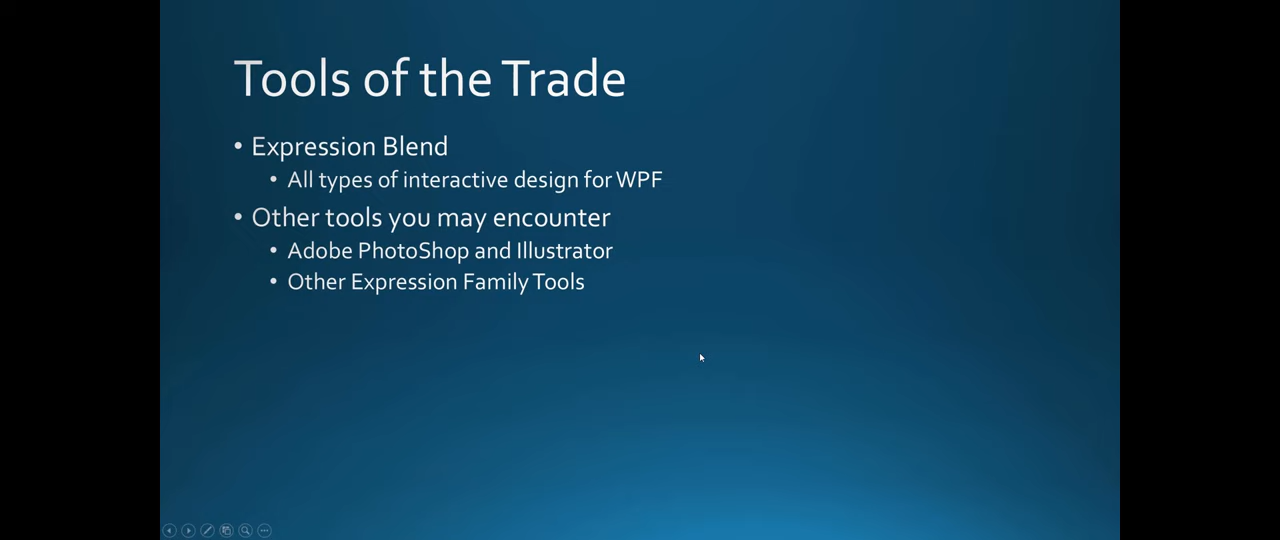 Tools of the Trade
• Expression Blend
• All types of interactive design for WPF
• Other tools you may encounter
• Adobe PhotoShop and Illustrator
• Other Expression Family Tools